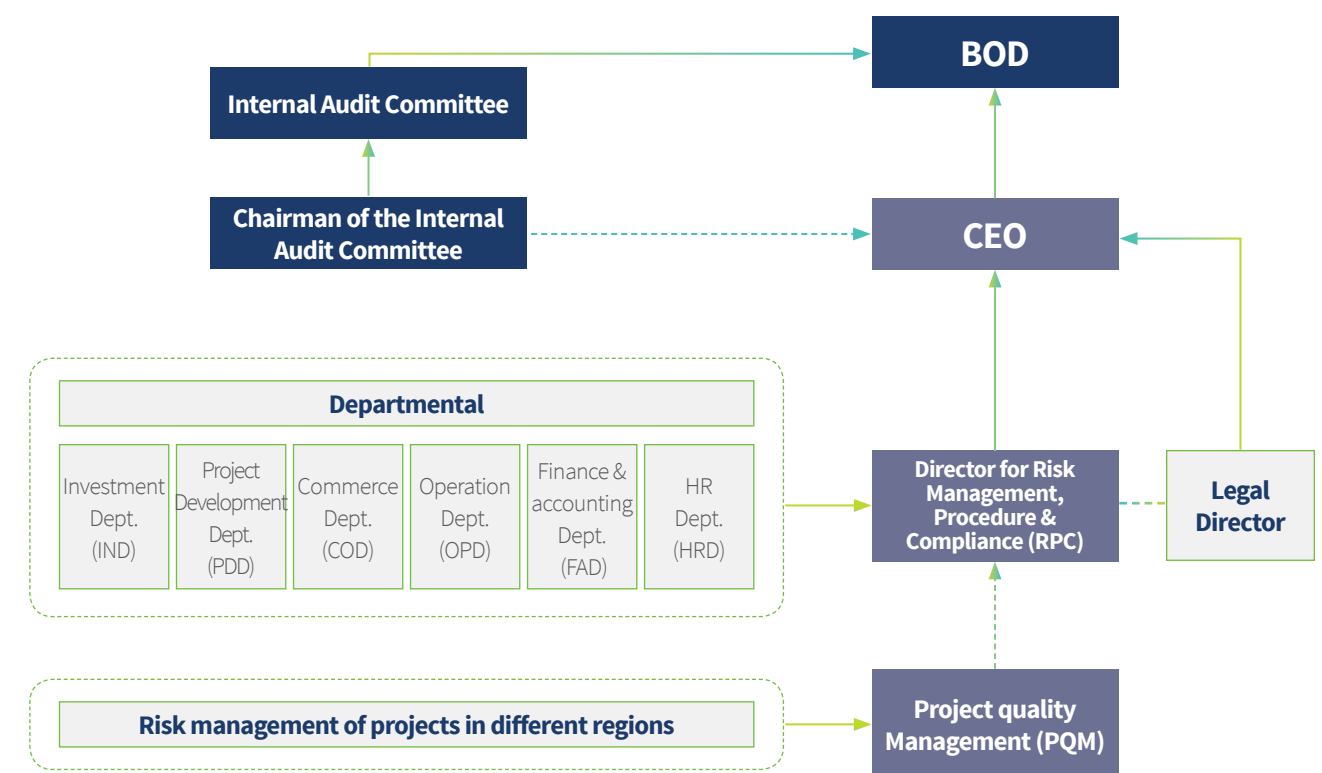 BOD
Internal Audit Committee
Chairman of the Internal
Audit Committee
CEO
Departmental
Investment
Dept.
(IND)
Project
Development
Dept.
(PDD)
Commerce
Dept.
(COD)
Operation
Dept.
(OPD)
Finance &
accounting
Dept.
(FAD)
HR
Dept.
(HRD)
Director for Risk
Management,
Procedure &
Compliance (RPC)
Legal
Director
Risk management of projects in different regions
Project quality
Management (PQM)